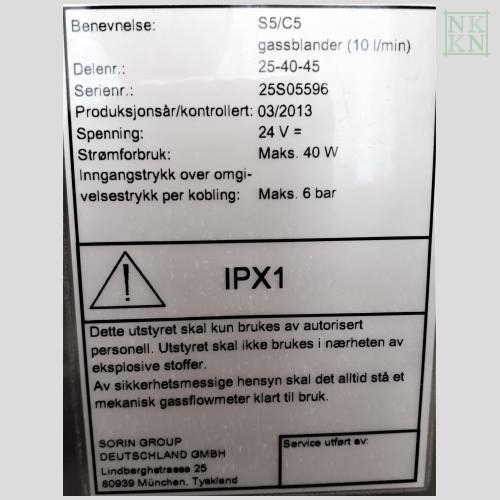 NK
KN
Benevnelse: S5/C5
gassblander (10 l/min)
Delenr.: 25-40-45
Serienr.: 25S05596
Produksjonsår/kontrollert: 03/2013
Spenning: 24 V =
Strømforbruk: Maks. 40 W
Inngangstrykk over omgi-
velsestrykk per kobling: Maks. 6 bar
IPX1
Dette utstyret skal kun brukes av autorisert
personell. Utstyret skal ikke brukes i nærheten av
eksplosive stoffer.
Av sikkerhetsmessige hensyn skal det alltid stå et
mekanisk gassflowmeter klart til bruk.
SORIN GROUP
DEUTSCHLAND GMBH
Lindberghstrasse 25
80939 München, Tyskland
Service utført av: